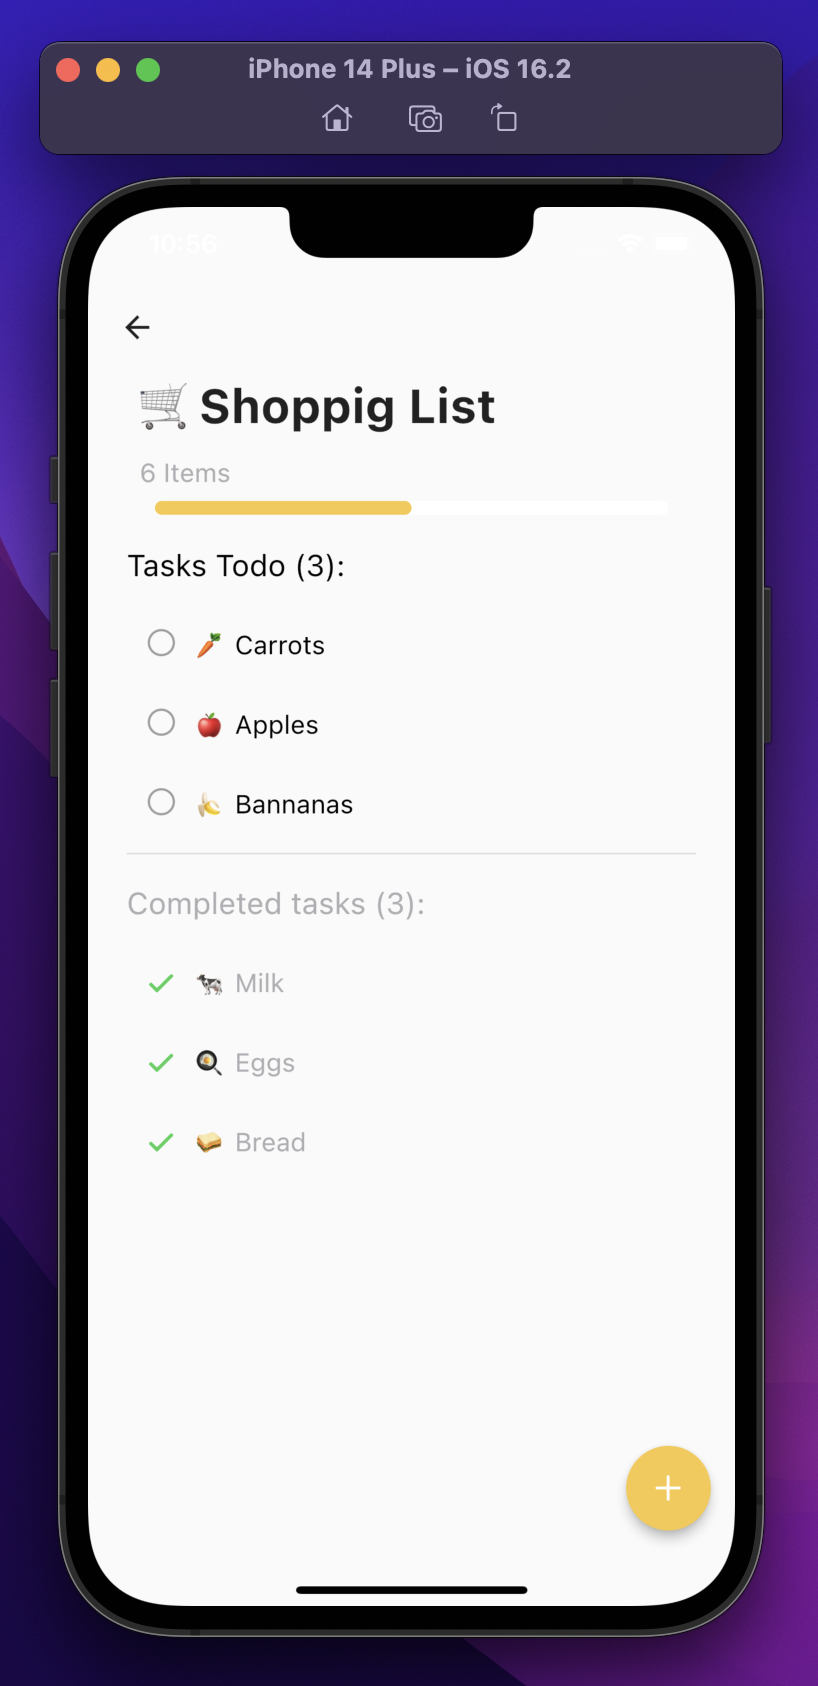 iPhone 14 Plus – iOS 16.2
10:56
🛒 Shoppig List
6 Items
Tasks Todo (3):
🥕 Carrots
🍎 Apples
🍌 Bannanas
Completed tasks (3):
🐄 Milk
🍳 Eggs
🥪 Bread